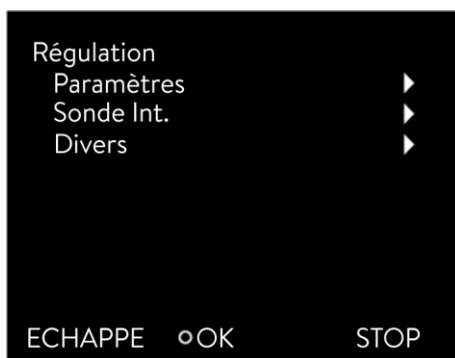 Régulation
Paramètres
Sonde Int.
Divers
ECHAPPE OK STOP